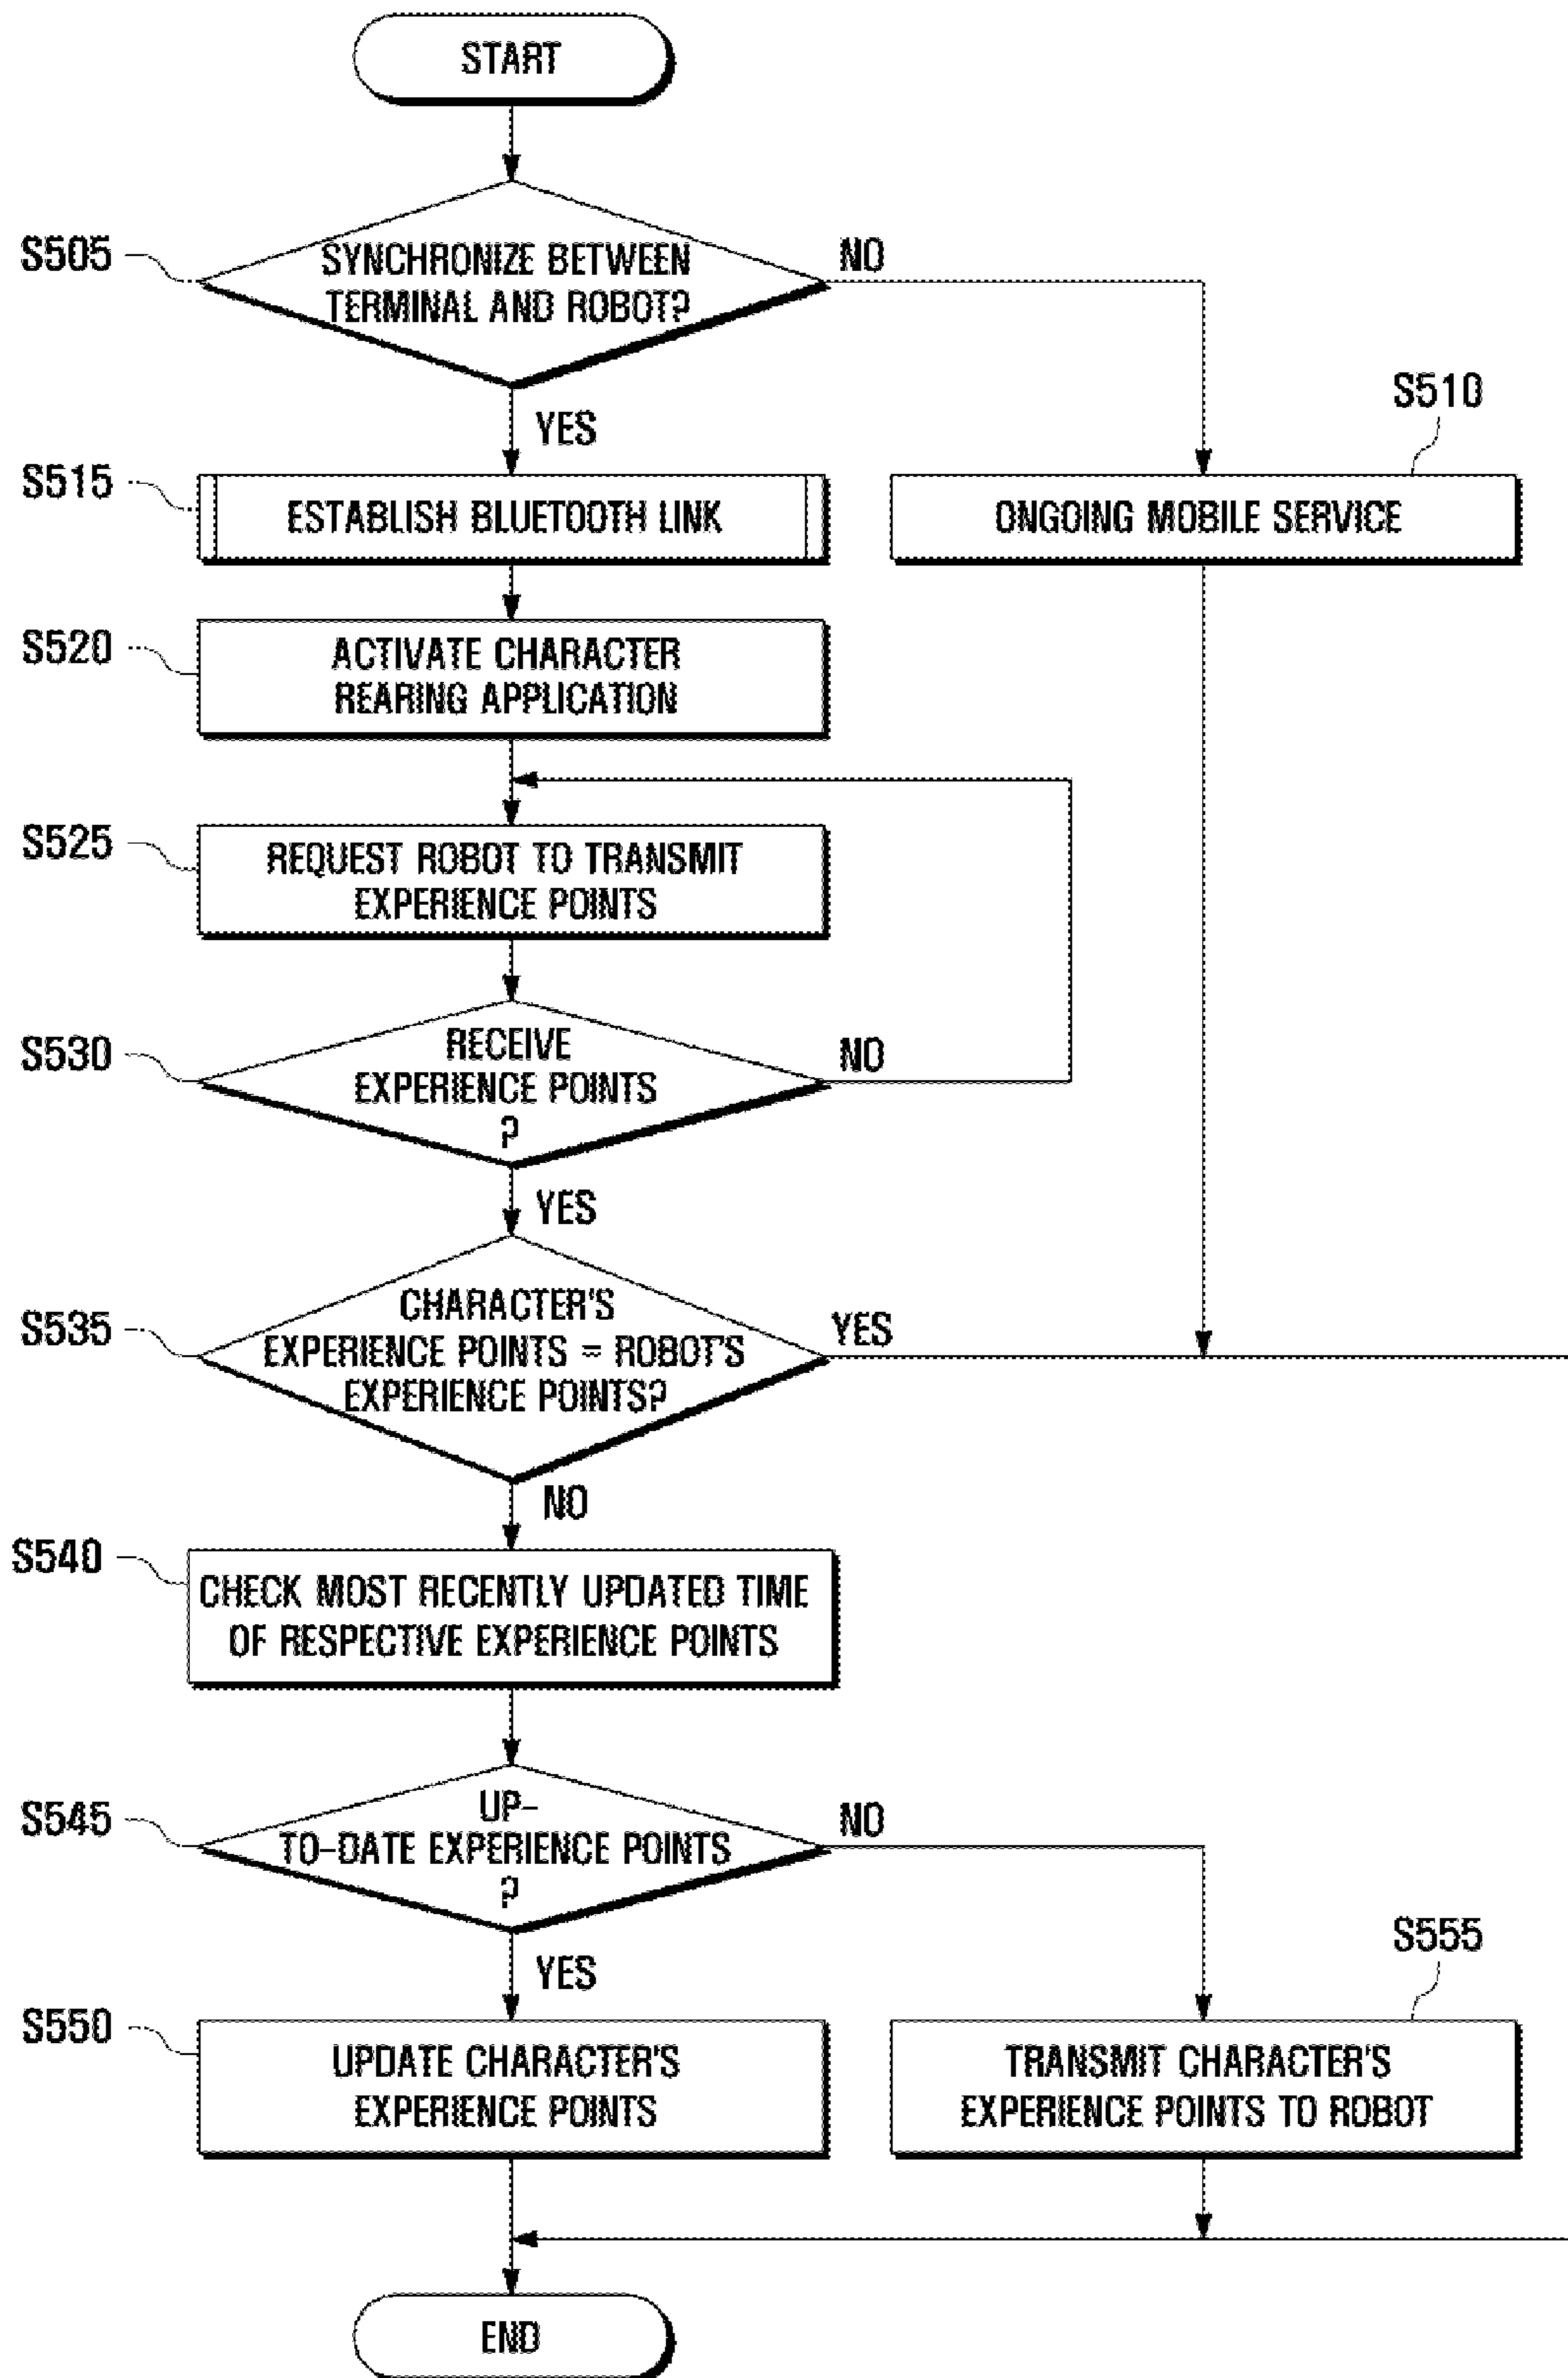 START
S505
SYNCHRONIZE BETWEEN
TERMINAL AND ROBOT?
NO
YES
S510
S515
ESTABLISH BLUETOOTH LINK
ONGOING MOBILE SERVICE
S520
ACTIVATE CHARACTER
REARING APPLICATION
S525
REQUEST ROBOT TO TRANSMIT
EXPERIENCE POINTS
S530
RECEIVE
EXPERIENCE POINTS
?
NO
YES
S535
CHARACTER'S
EXPERIENCE POINTS = ROBOT'S
EXPERIENCE POINTS?
YES
NO
S540
CHECK MOST RECENTLY UPDATED TIME
OF RESPECTIVE EXPERIENCE POINTS
S545
UP-
TO-DATE EXPERIENCE POINTS
?
NO
YES
S555
S550
UPDATE CHARACTER'S
EXPERIENCE POINTS
TRANSMIT CHARACTER'S
EXPERIENCE POINTS TO ROBOT
END